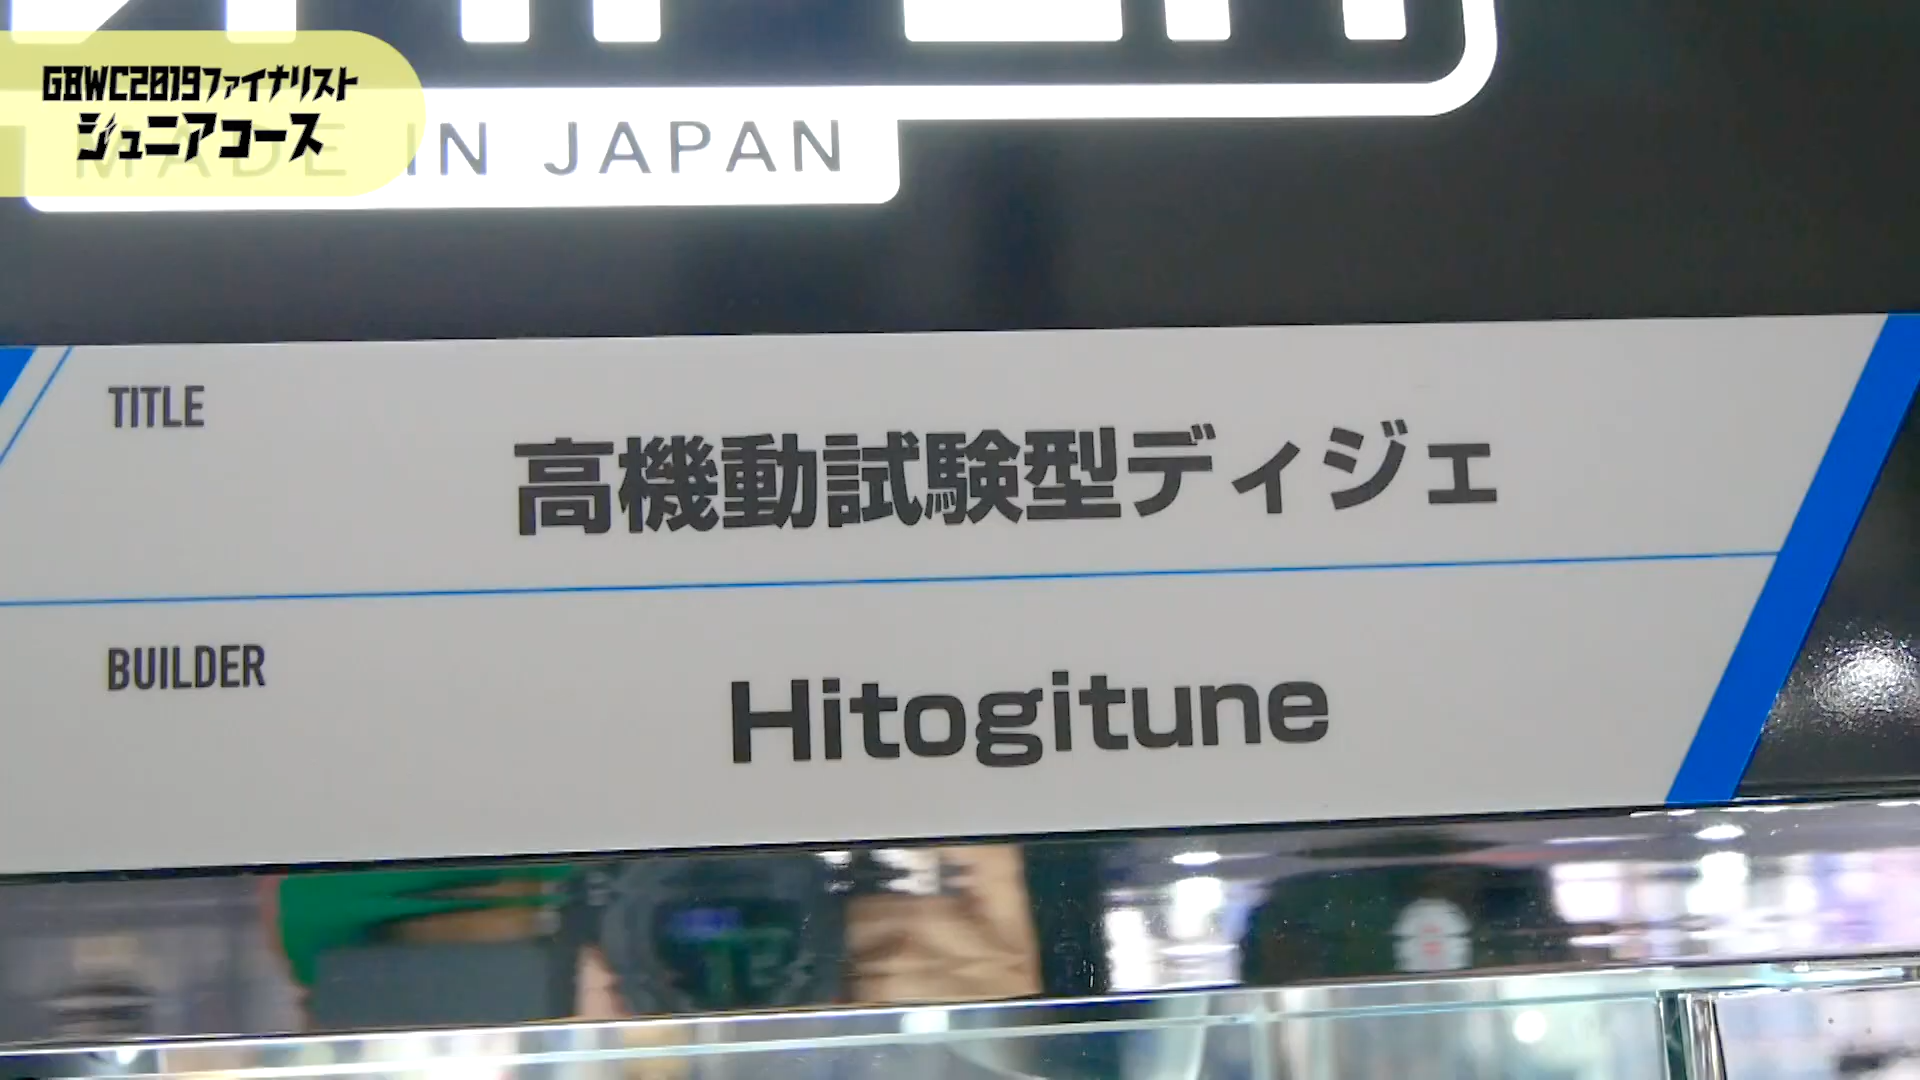 GBWC2019ファイナリスト
ジュニアコース
MADE IN JAPAN
TITLE
高機動試験型ディジェ
BUILDER
Hitogitune